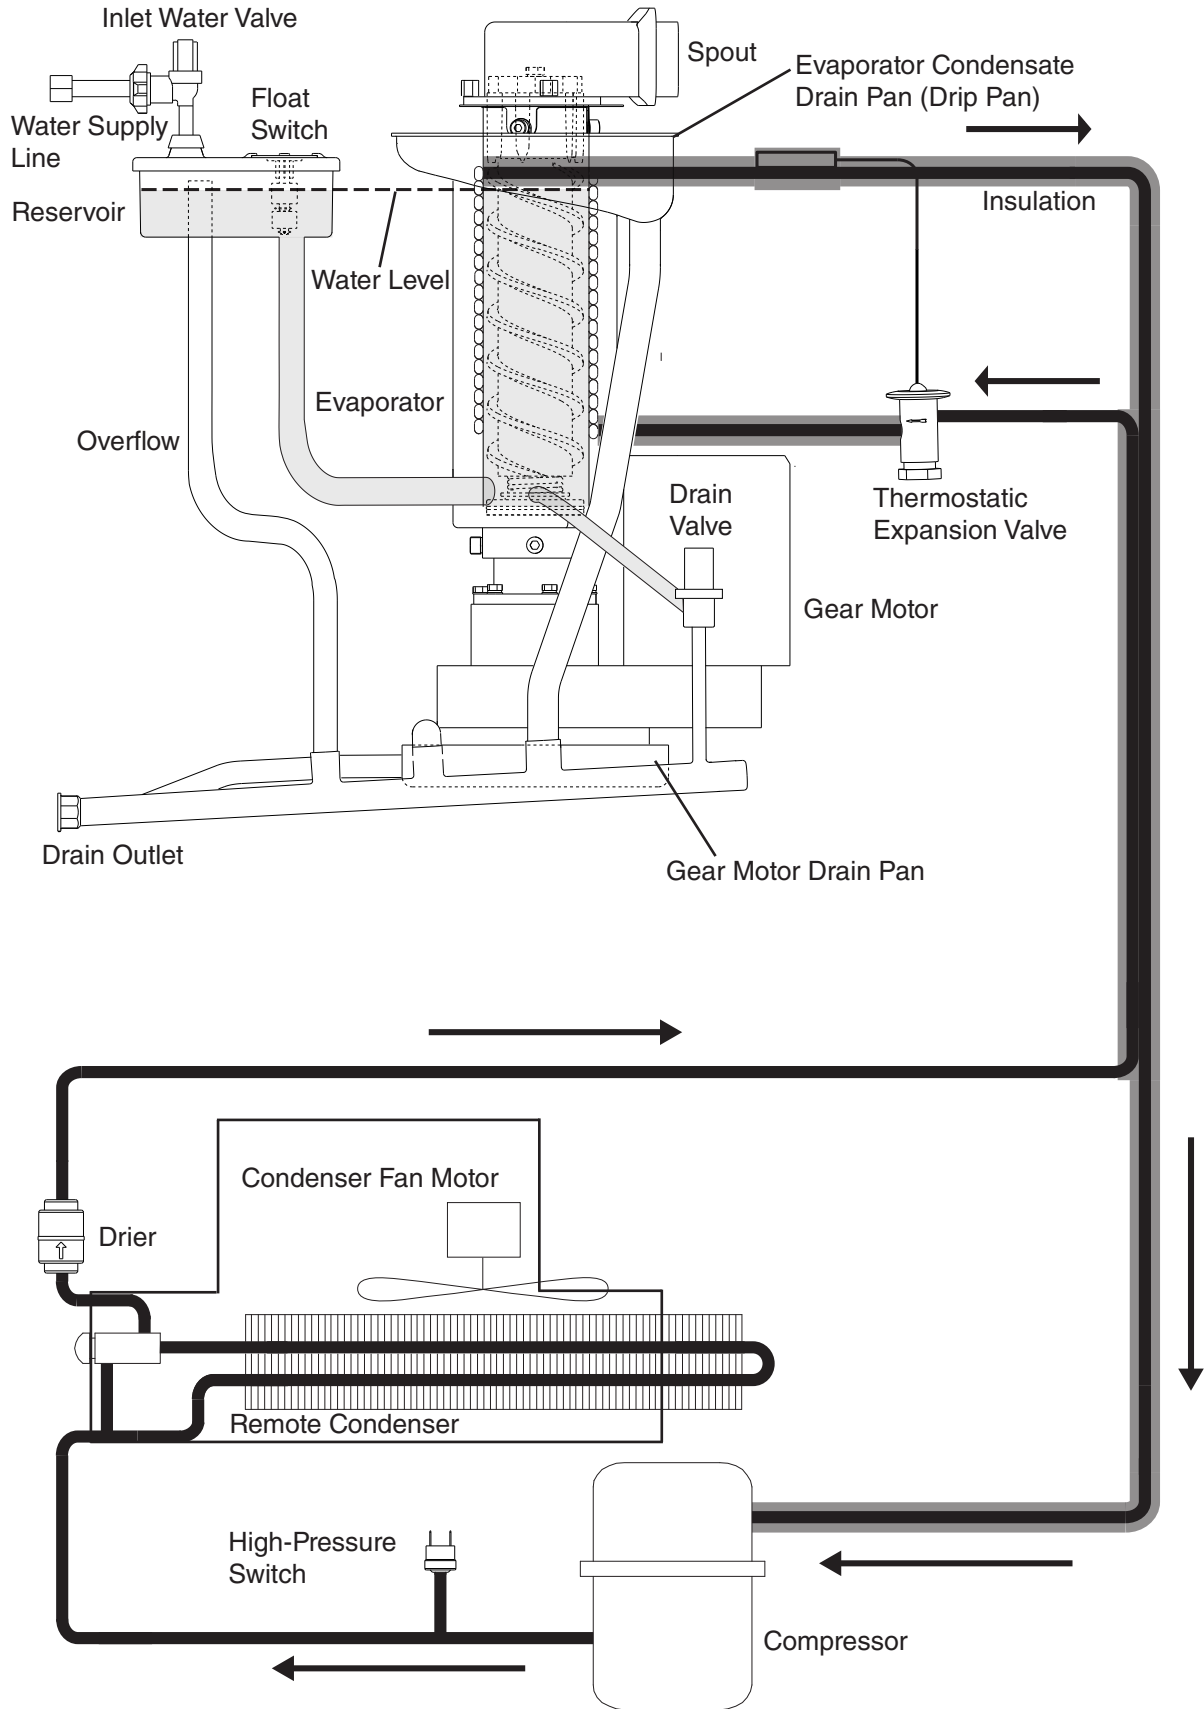 Inlet Water Valve
Spout
Evaporator Condensate
Drain Pan (Drip Pan)
Float
Switch
Water Supply
Line
Reservoir
Insulation
Water Level
Evaporator
Overflow
Drain
Valve
Thermostatic
Expansion Valve
Gear Motor
Drain Outlet
Gear Motor Drain Pan
Condenser Fan Motor
Drier
Remote Condenser
High-Pressure
Switch
Compressor